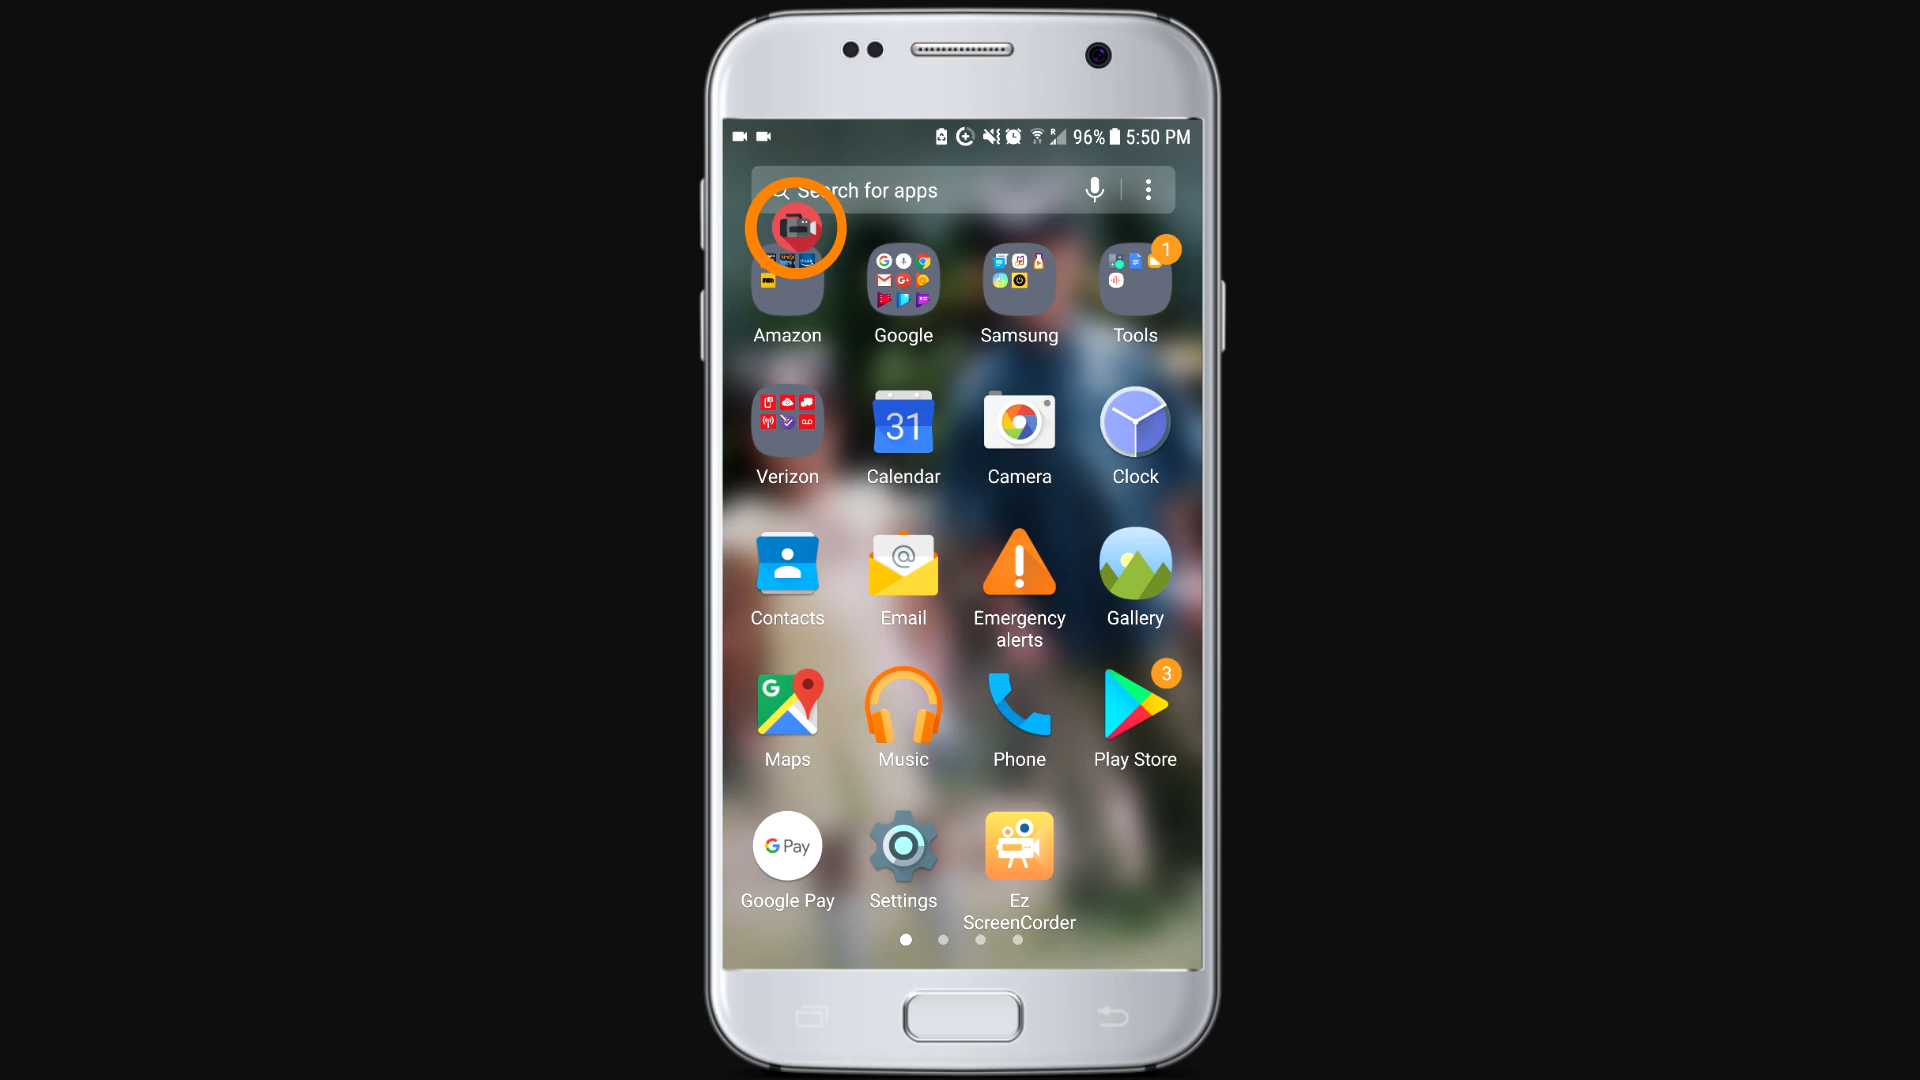 96% 5:50 PM
Search for apps
1
Amazon Google Samsung Tools
31
Verizon Calendar Camera Clock
@
Contacts Email Emergency alerts Gallery
G
3
Maps Music Phone Play Store
G Pay
Google Pay Settings Ez ScreenCorder